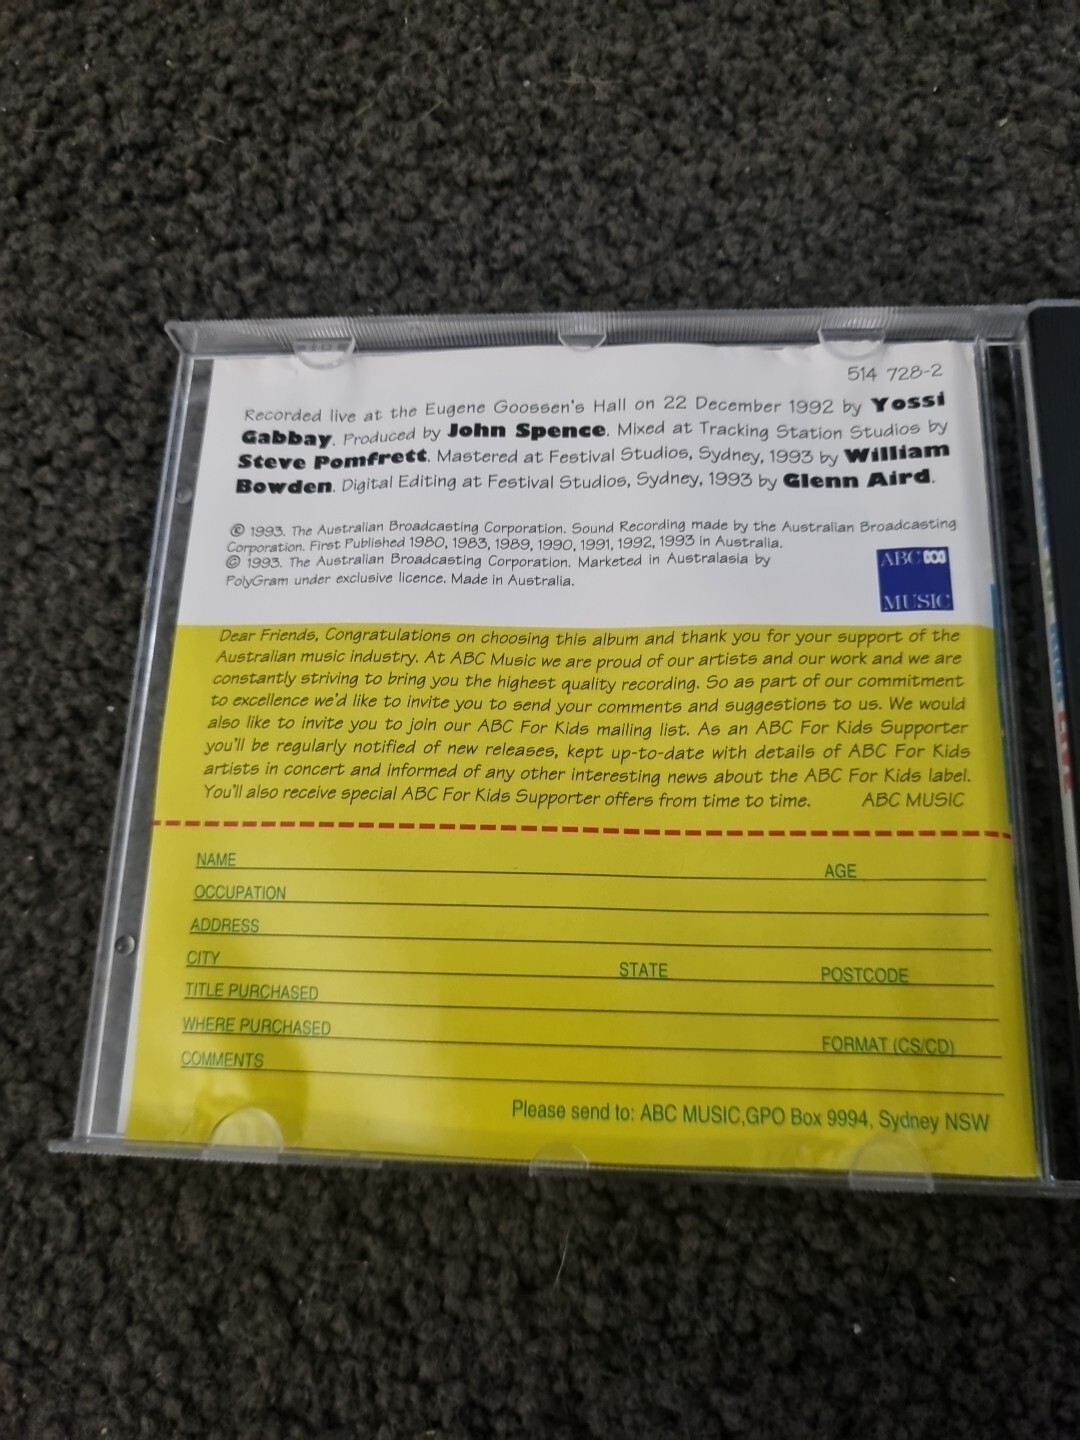 514 728-2
Recorded live at the Eugene Goossen's Hall on 22 December 1992 by Yossi
Gabbay. Produced by John Spence. Mixed at Tracking Station Studios by
Steve Pomfrett. Mastered at Festival Studios, Sydney, 1993 by William
Bowden. Digital Editing at Festival Studios, Sydney, 1993 by Glenn Aird.
℗ 1993. The Australian Broadcasting Corporation. Sound Recording made by the Australian Broadcasting
Corporation. First Published 1980, 1983, 1989, 1990, 1991, 1992, 1993 in Australia.
© 1993. The Australian Broadcasting Corporation. Marketed in Australasia by
PolyGram under exclusive licence. Made in Australia.
ABC
MUSIC
Dear Friends, Congratulations on choosing this album and thank you for your support of the
Australian music industry. At ABC Music we are proud of our artists and our work and we are
constantly striving to bring you the highest quality recording. So as part of our commitment
to excellence we'd like to invite you to send your comments and suggestions to us. We would
also like to invite you to join our ABC For Kids mailing list. As an ABC For Kids Supporter
you'll be regularly notified of new releases, kept up-to-date with details of ABC For Kids
artists in concert and informed of any other interesting news about the ABC For Kids label.
You'll also receive special ABC For Kids Supporter offers from time to time. ABC MUSIC
NAME AGE
OCCUPATION
ADDRESS
CITY STATE POSTCODE
TITLE PURCHASED
WHERE PURCHASED FORMAT (CS/CD)
COMMENTS
Please send to: ABC MUSIC,GPO Box 9994, Sydney NSW